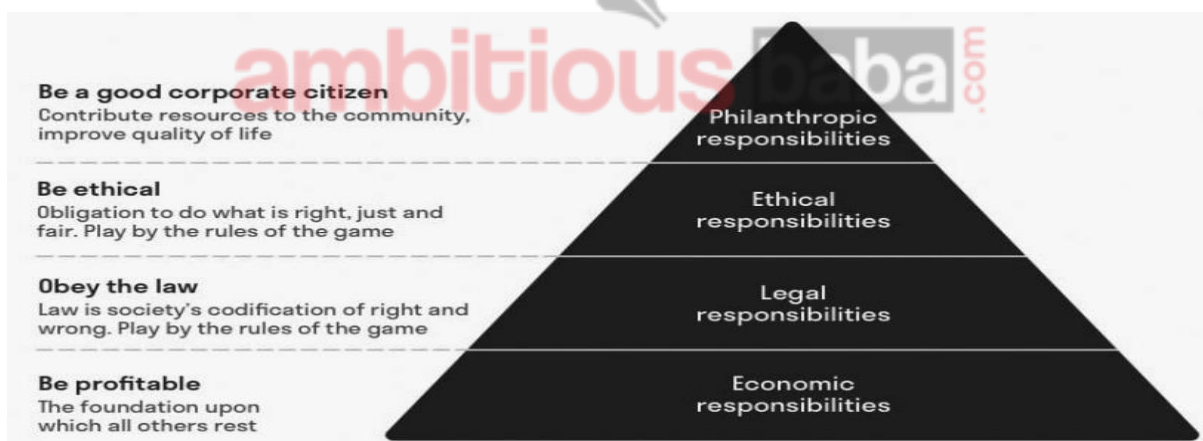 ambitious baba .com
Be a good corporate citizen
Contribute resources to the community,
improve quality of life
Philanthropic
responsibilities
Be ethical
Obligation to do what is right, just and
fair. Play by the rules of the game
Ethical
responsibilities
Obey the law
Law is society's codification of right and
wrong. Play by the rules of the game
Legal
responsibilities
Be profitable
The foundation upon
which all others rest
Economic
responsibilities